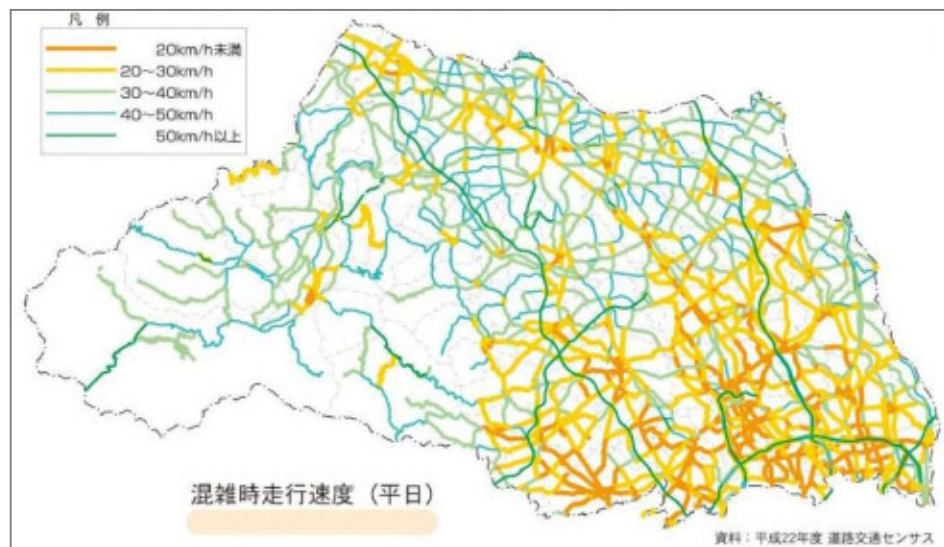 凡 例
20km/h未満
20～30km/h
30～40km/h
40～50km/h
50km/h以上
混雑時走行速度（平日）
資料：平成22年度 道路交通センサス